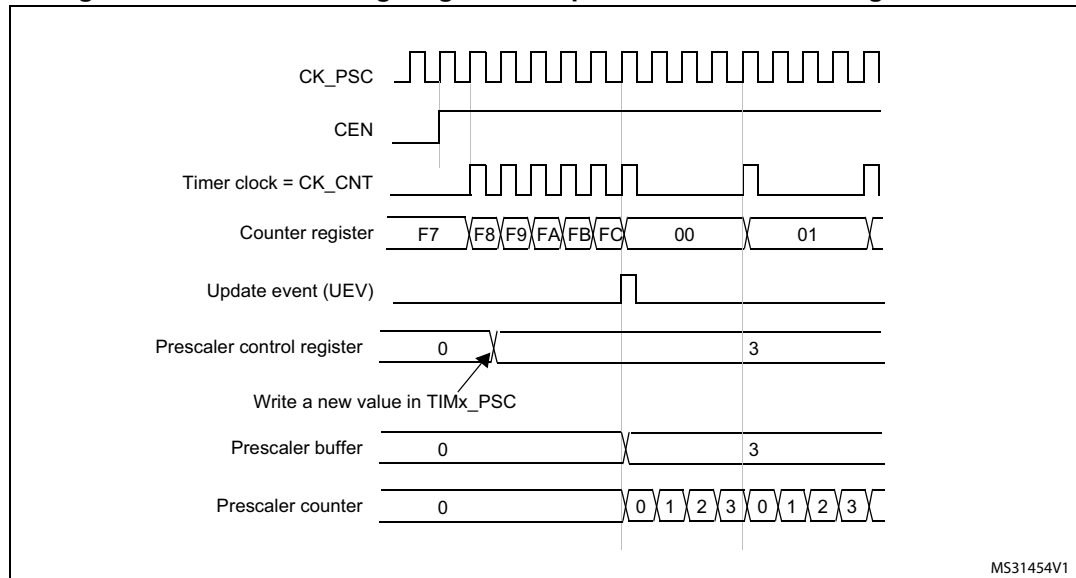 CK_PSC
CEN
Timer clock = CK_CNT
Counter register F7 F8 F9 FA FB FC 00 01
Update event (UEV)
Prescaler control register 0 3
Write a new value in TIMx_PSC
Prescaler buffer 0 3
Prescaler counter 0 0 1 2 3 0 1 2 3
MS31454V1